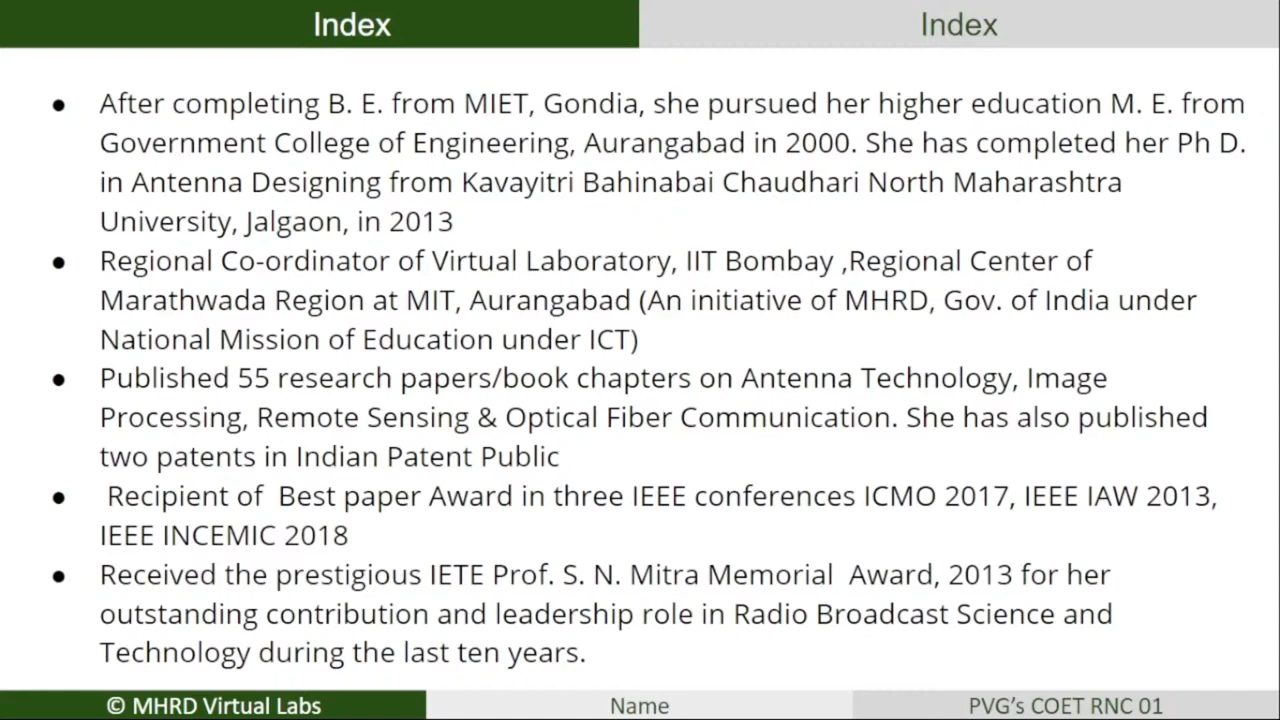 Index
Index
● After completing B. E. from MIET, Gondia, she pursued her higher education M. E. from
Government College of Engineering, Aurangabad in 2000. She has completed her Ph D.
in Antenna Designing from Kavayitri Bahinabai Chaudhari North Maharashtra
University, Jalgaon, in 2013
● Regional Co-ordinator of Virtual Laboratory, IIT Bombay ,Regional Center of
Marathwada Region at MIT, Aurangabad (An initiative of MHRD, Gov. of India under
National Mission of Education under ICT)
● Published 55 research papers/book chapters on Antenna Technology, Image
Processing, Remote Sensing & Optical Fiber Communication. She has also published
two patents in Indian Patent Public
● Recipient of  Best paper Award in three IEEE conferences ICMO 2017, IEEE IAW 2013,
IEEE INCEMIC 2018
● Received the prestigious IETE Prof. S. N. Mitra Memorial  Award, 2013 for her
outstanding contribution and leadership role in Radio Broadcast Science and
Technology during the last ten years.
© MHRD Virtual Labs
Name
PVG’s COET RNC 01